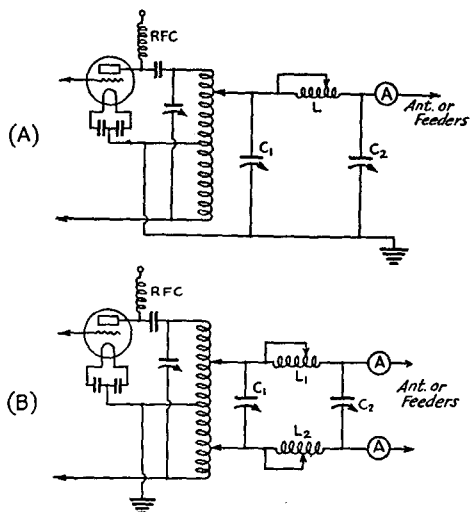 RFC
(A)
L
A
Ant. or
Feeders
C1
C2
RFC
(B)
L1
A
C1
C2
Ant. or
Feeders
L2
A